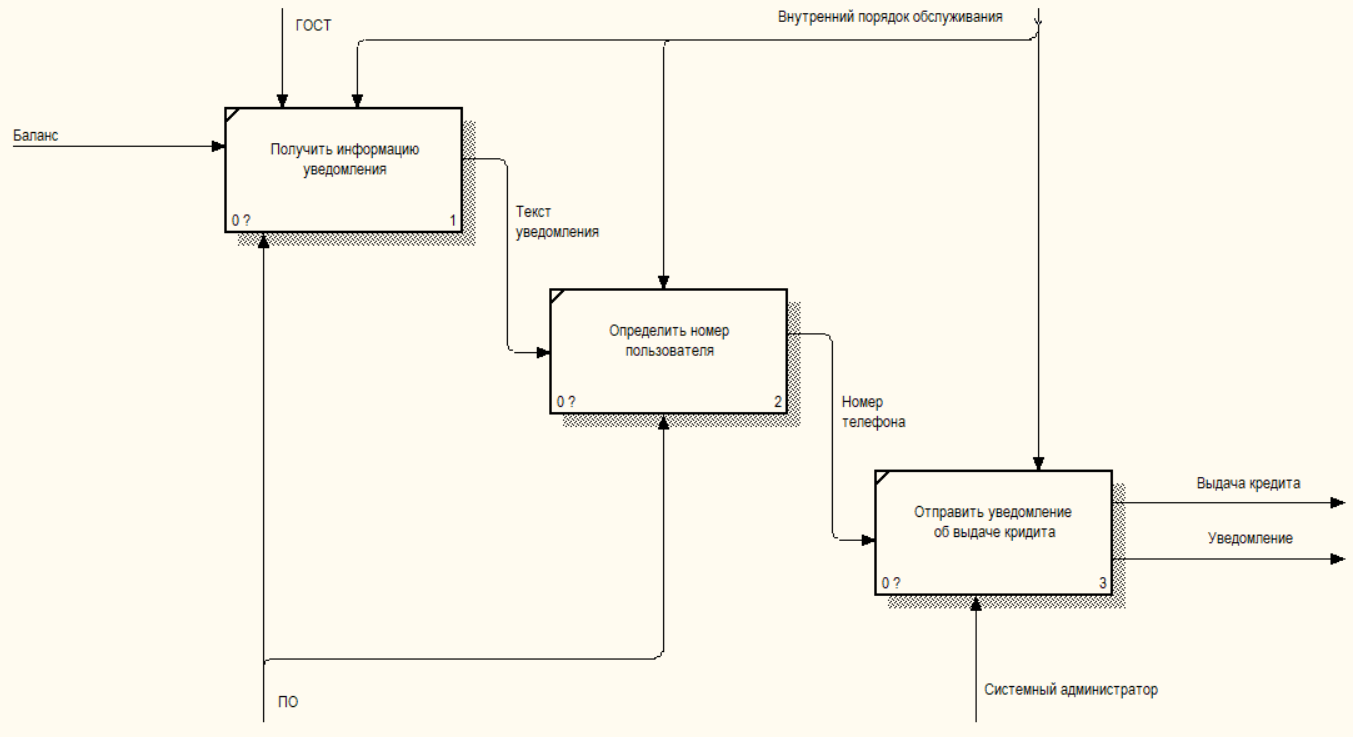 ГОСТ
Внутренний порядок обслуживания
Баланс
Получить информацию
уведомления
0 ?
1
Текст
уведомления
Определить номер
пользователя
0 ?
2
Номер
телефона
Отправить уведомление
об выдаче кридита
0 ?
3
Выдача кредита
Уведомление
ПО
Системный администратор